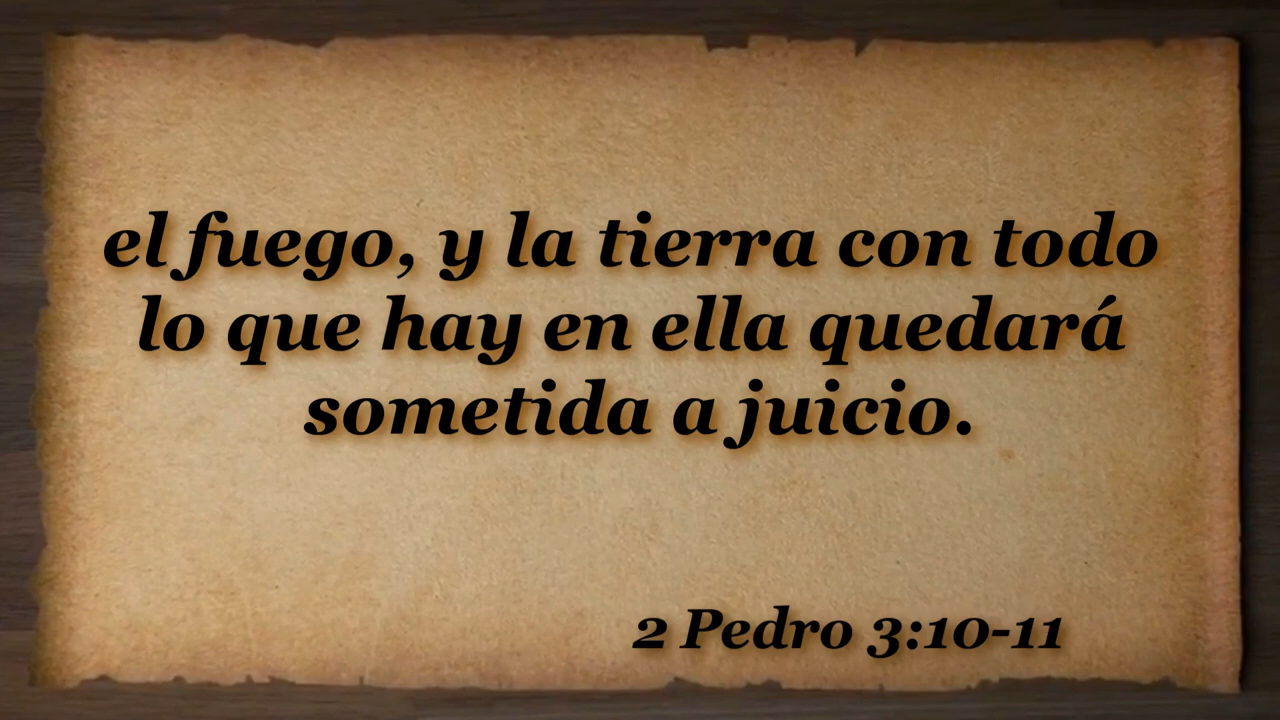 el fuego, y la tierra con todo
lo que hay en ella quedará
sometida a juicio.
2 Pedro 3:10-11